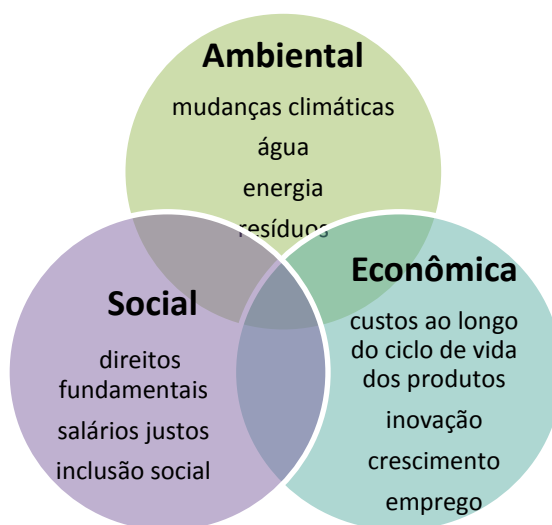 Ambiental
mudanças climáticas
água
energia
resíduos
Social
direitos
fundamentais
salários justos
inclusão social
Econômica
custos ao longo
do ciclo de vida
dos produtos
inovação
crescimento
emprego